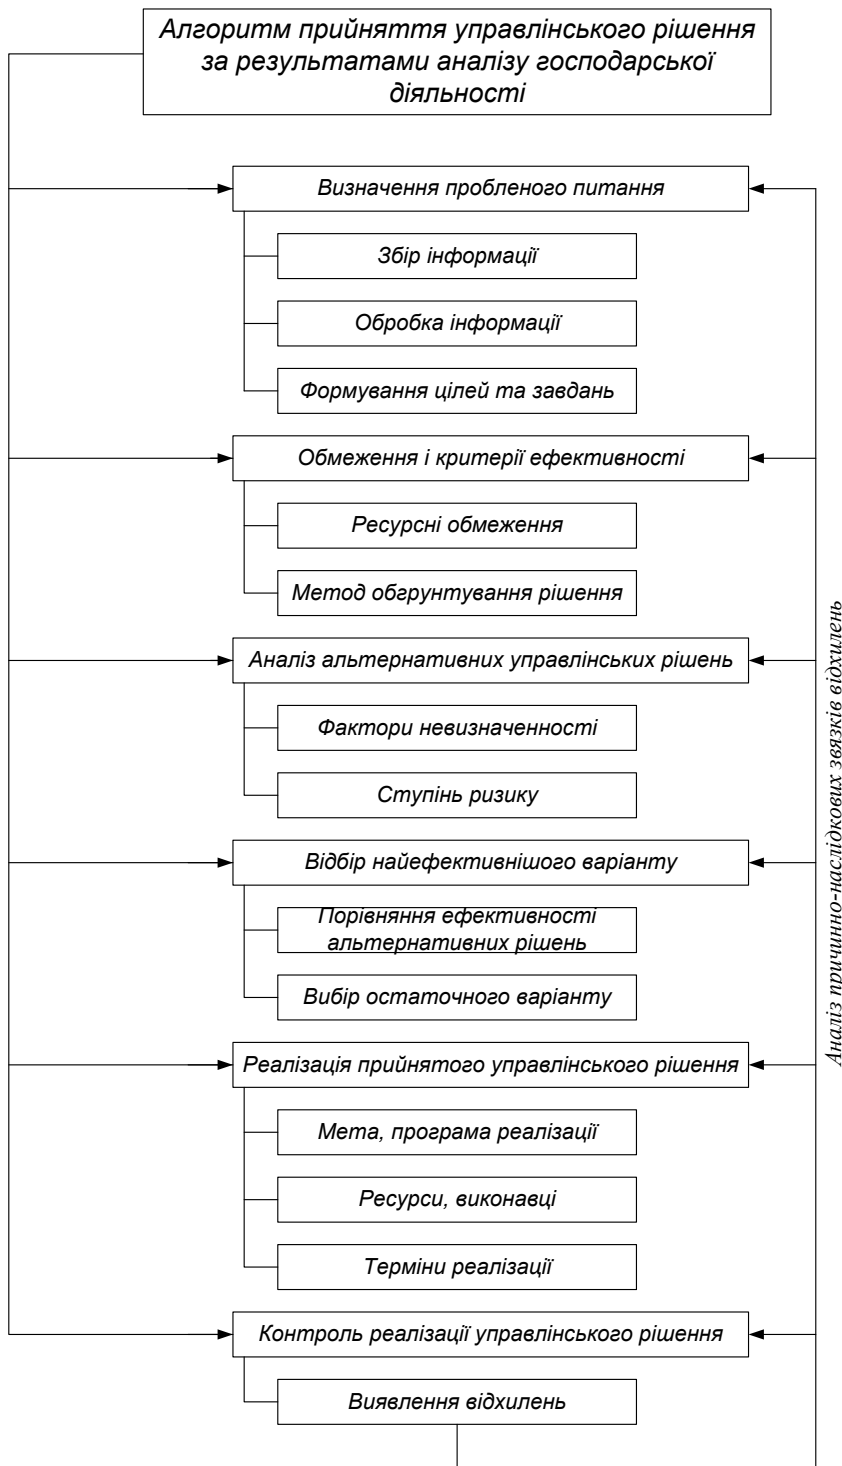 Алгоритм прийняття управлінського рішення
за результатами аналізу господарської
діяльності
Визначення пробленого питання
Збір інформації
Обробка інформації
Формування цілей та завдань
Обмеження і критерії ефективності
Ресурсні обмеження
Метод обгрунтування рішення
Аналіз альтернативних управлінських рішень
Фактори невизначенності
Ступінь ризику
Відбір найефективнішого варіанту
Порівняння ефективності
альтернативних рішень
Вибір остаточного варіанту
Реалізація прийнятого управлінського рішення
Мета, програма реалізації
Ресурси, виконавці
Терміни реалізації
Контроль реалізації управлінського рішення
Виявлення відхилень
Аналіз причинно-наслідкових звязків відхилень